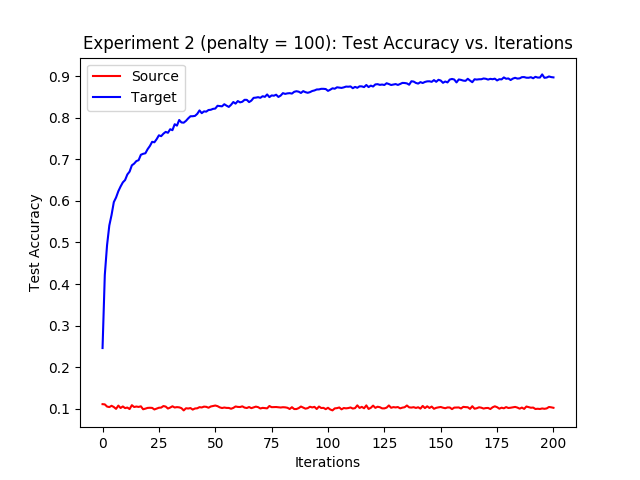 Experiment 2 (penalty = 100): Test Accuracy vs. Iterations
Source
Target
Test Accuracy
0.9
0.8
0.7
0.6
0.5
0.4
0.3
0.2
0.1
0 25 50 75 100 125 150 175 200
Iterations